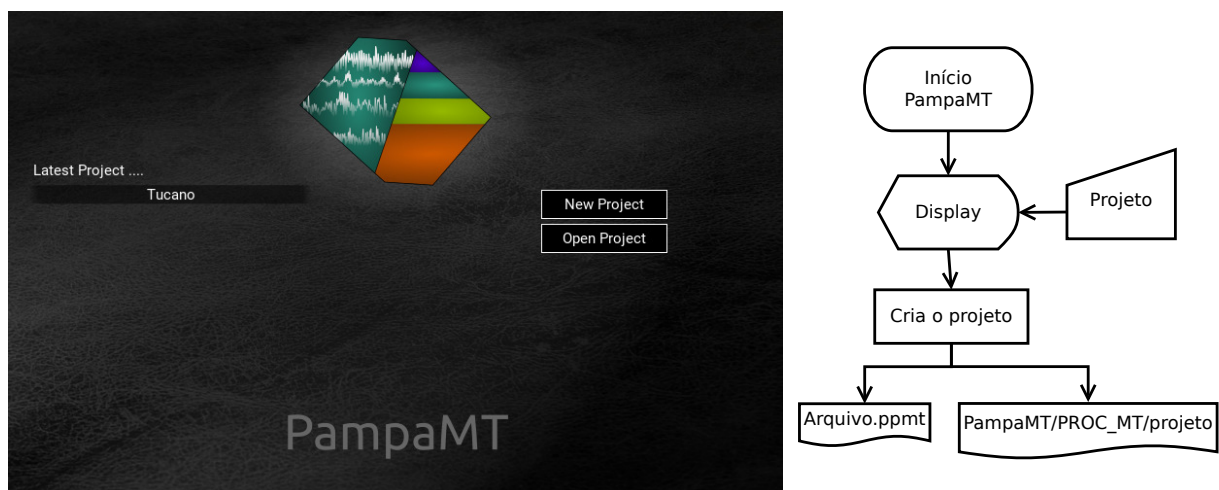 Latest Project ....
Tucano
New Project
Open Project
PampaMT
Início
PampaMT
Display
Projeto
Cria o projeto
Arquivo.ppmt
PampaMT/PROC_MT/projeto